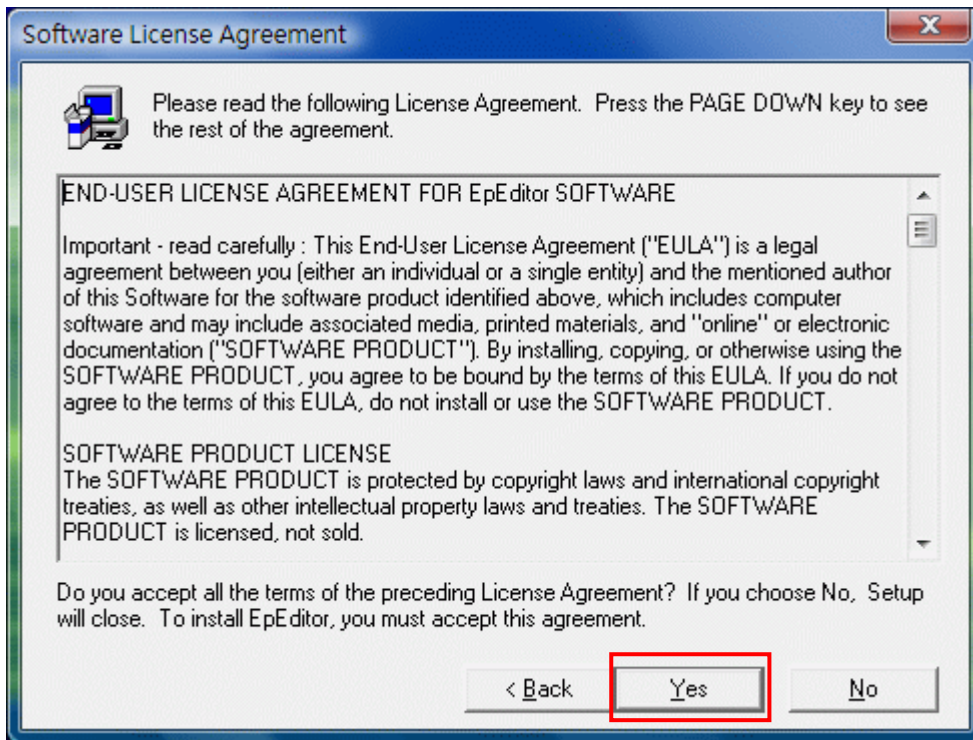 Software License Agreement
Please read the following License Agreement. Press the PAGE DOWN key to see
the rest of the agreement.
END-USER LICENSE AGREEMENT FOR EpEditor SOFTWARE
Important - read carefully : This End-User License Agreement ("EULA") is a legal
agreement between you (either an individual or a single entity) and the mentioned author
of this Software for the software product identified above, which includes computer
software and may include associated media, printed materials, and "online" or electronic
documentation ("SOFTWARE PRODUCT"). By installing, copying, or otherwise using the
SOFTWARE PRODUCT, you agree to be bound by the terms of this EULA. If you do not
agree to the terms of this EULA, do not install or use the SOFTWARE PRODUCT.
SOFTWARE PRODUCT LICENSE
The SOFTWARE PRODUCT is protected by copyright laws and international copyright
treaties, as well as other intellectual property laws and treaties. The SOFTWARE
PRODUCT is licensed, not sold.
Do you accept all the terms of the preceding License Agreement? If you choose No, Setup
will close. To install EpEditor, you must accept this agreement.
< Back Yes No